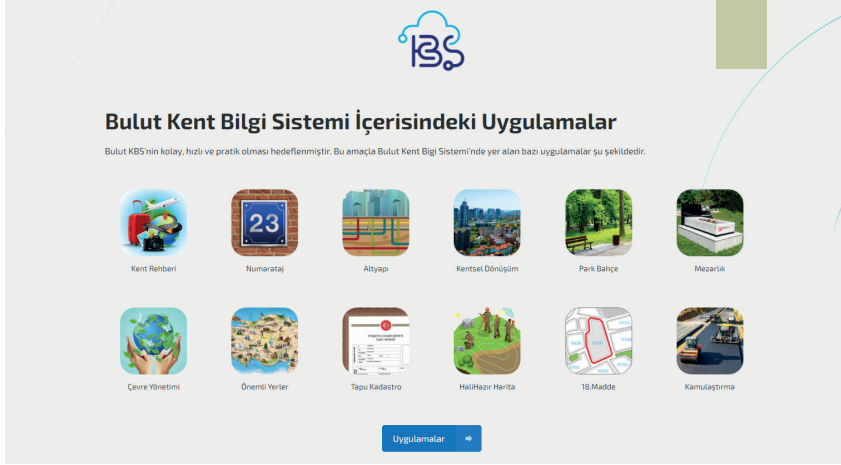 KBS
Bulut Kent Bilgi Sistemi İçerisindeki Uygulamalar
Bulut KBS'nin kolay, hızlı ve pratik olması hedeflenmiştir. Bu amaçla Bulut Kent Bigi Sistemi'nde yer alan bazı uygulamalar şu şekildedir.
23
Kent Rehberi
Numarataj
Altyapı
Kentsel Dönüşüm
Park Bahçe
Mezarlık
Çevre Yönetimi
Önemli Yerler
Tapu Kadastro
HaliHazır Harita
18.Madde
Kamulaştırma
Uygulamalar